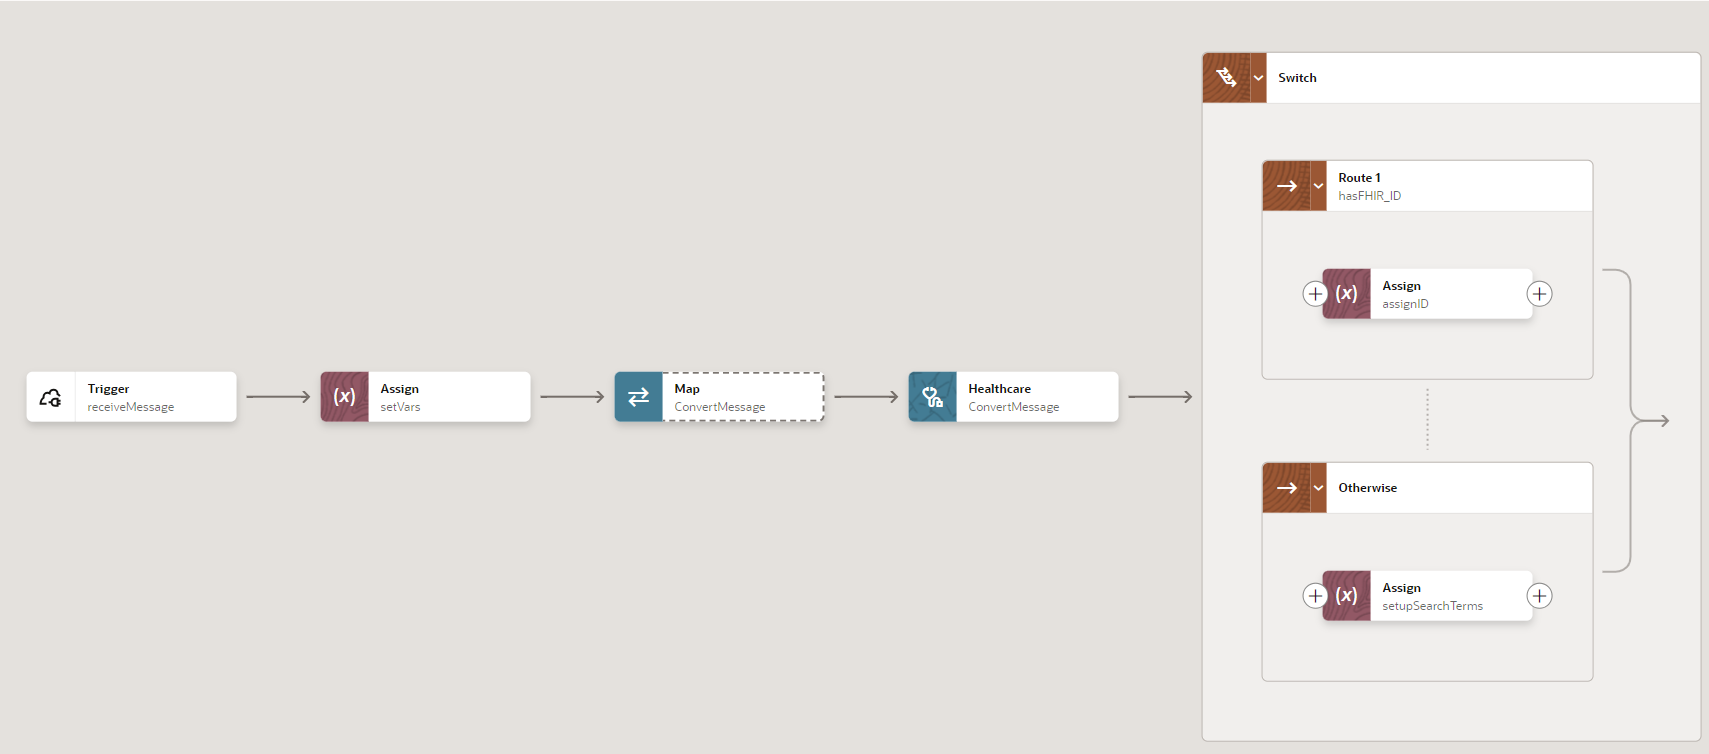 Switch
Route 1
hasFHIR_ID
(x)
Assign
assignID
Trigger
receiveMessage
(x)
Assign
setVars
Map
ConvertMessage
Healthcare
ConvertMessage
Otherwise
(x)
Assign
setupSearchTerms